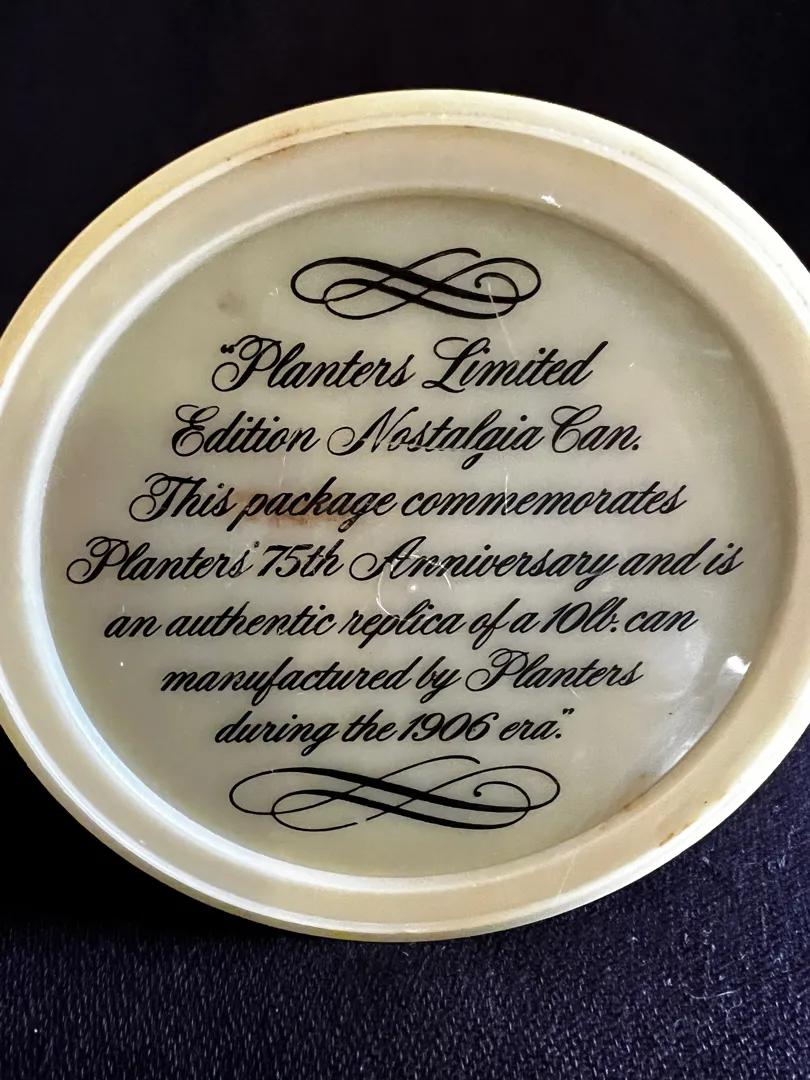 “Planters Limited
Edition Nostalgia Can.
This package commemorates
Planters' 75th Anniversary and is
an authentic replica of a 10lb. can
manufactured by Planters
during the 1906 era.”